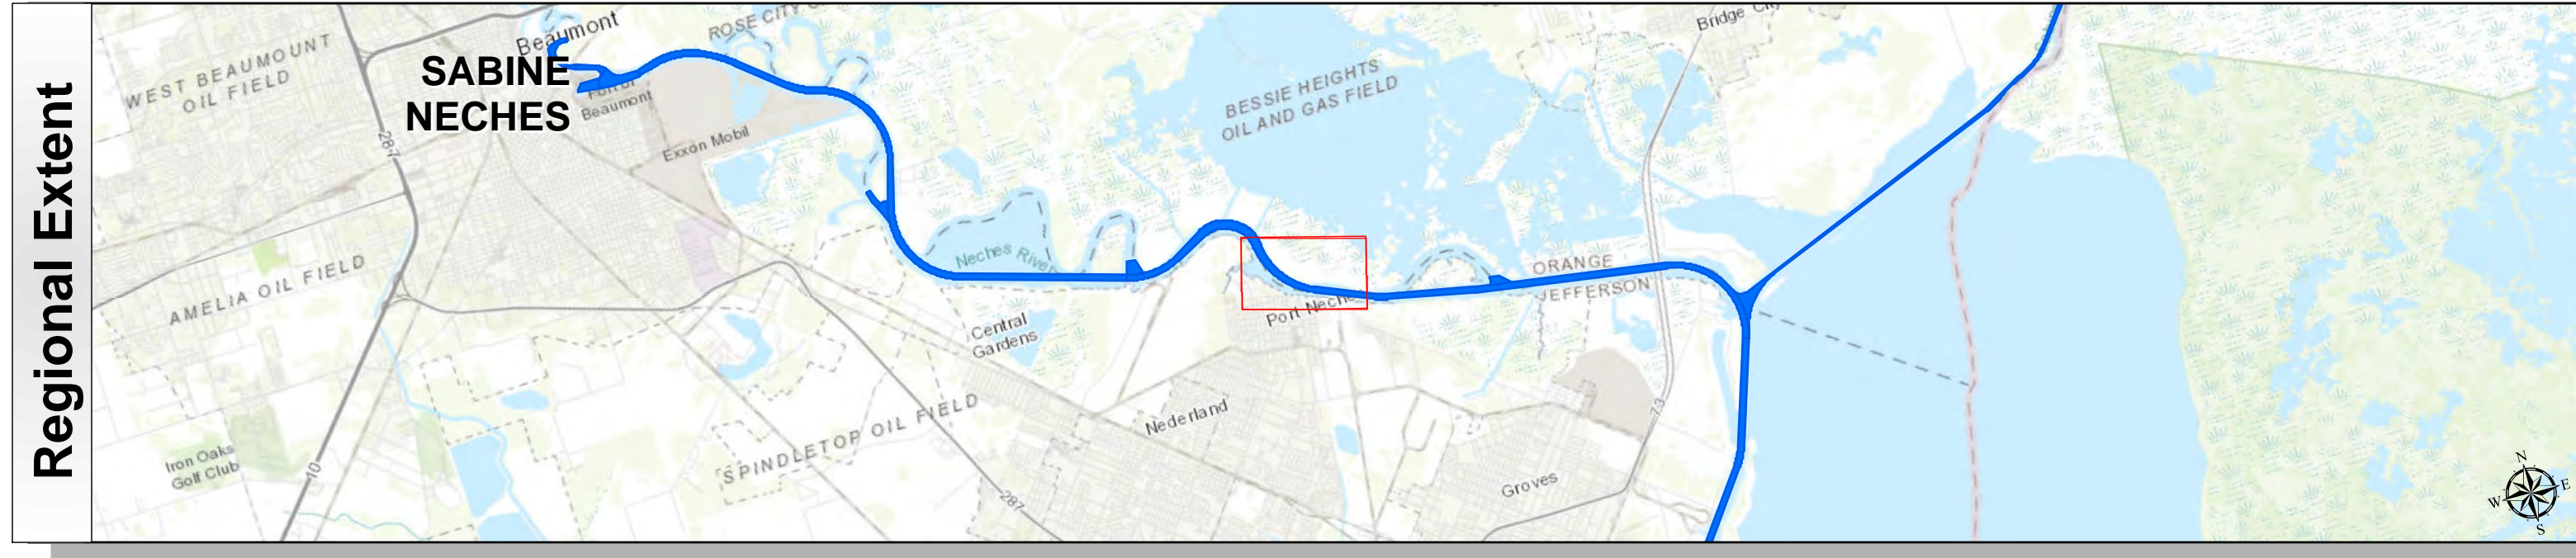 Regional Extent
Beaumont
ROSE CITY
Bridge City
WEST BEAUMOUNT
OIL FIELD
SABINE
NECHES
Port of
Beaumont
Exxon Mobil
287
BESSIE HEIGHTS
OIL AND GAS FIELD
Neches River
ORANGE
JEFFERSON
AMELIA OIL FIELD
Port Neches
Central
Gardens
SPINDLETOP OIL FIELD
Nederland
73
Iron Oaks
Golf Club
10
287
Groves
N
W
E
S